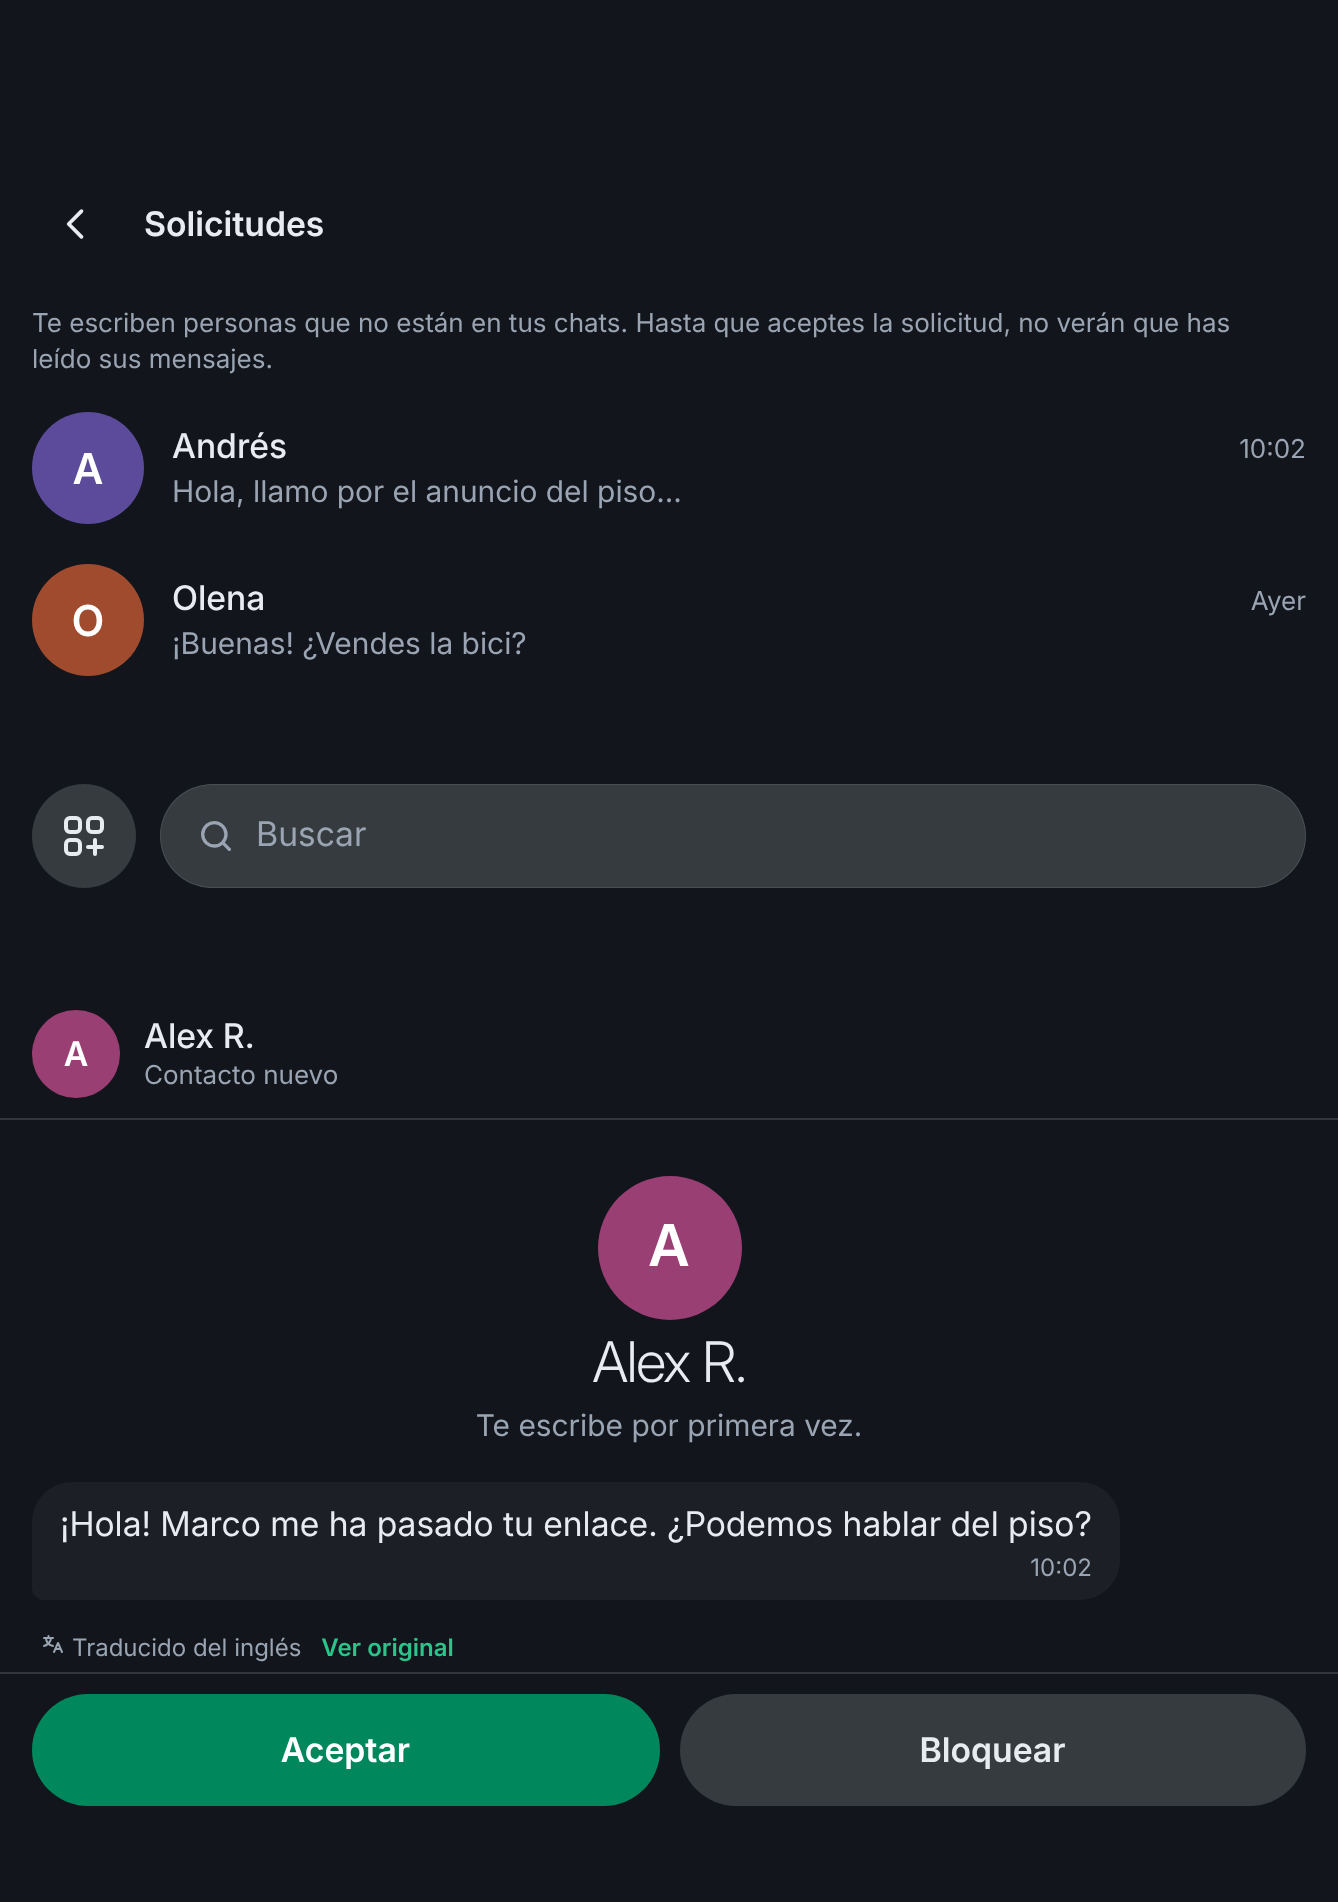 Solicitudes
Te escriben personas que no están en tus chats. Hasta que aceptes la solicitud, no verán que has
leído sus mensajes.
A
Andrés
10:02
Hola, llamo por el anuncio del piso...
O
Olena
Ayer
¡Buenas! ¿Vendes la bici?
Buscar
A
Alex R.
Contacto nuevo
A
Alex R.
Te escribe por primera vez.
¡Hola! Marco me ha pasado tu enlace. ¿Podemos hablar del piso?
10:02
Traducido del inglés Ver original
Aceptar
Bloquear